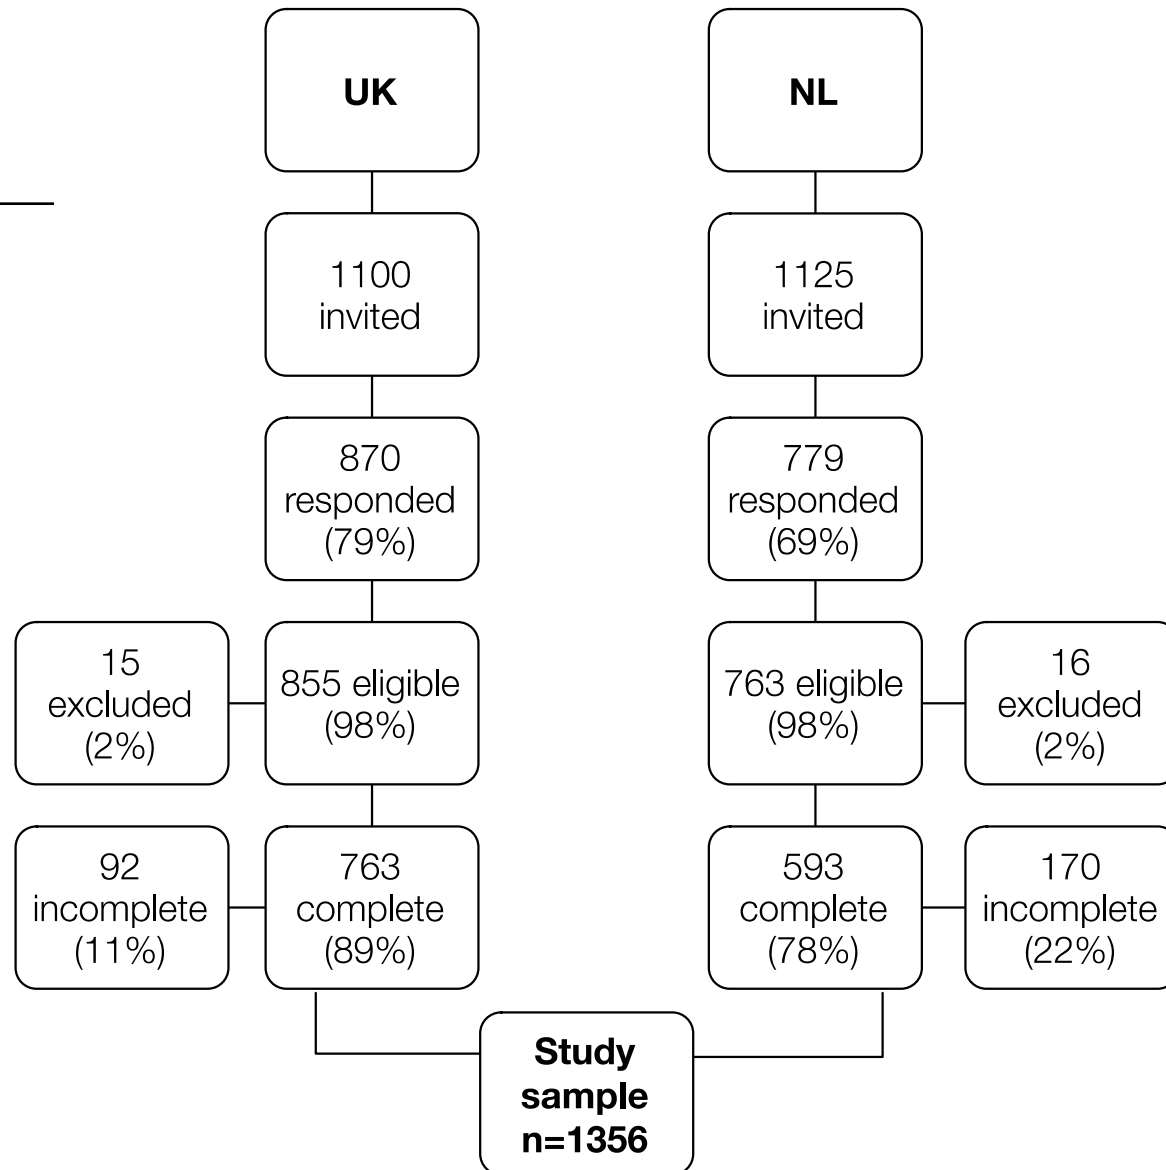 UK
NL
1100
invited
1125
invited
870
responded
(79%)
779
responded
(69%)
15
excluded
(2%)
855 eligible
(98%)
763 eligible
(98%)
16
excluded
(2%)
92
incomplete
(11%)
763
complete
(89%)
593
complete
(78%)
170
incomplete
(22%)
Study
sample
n=1356